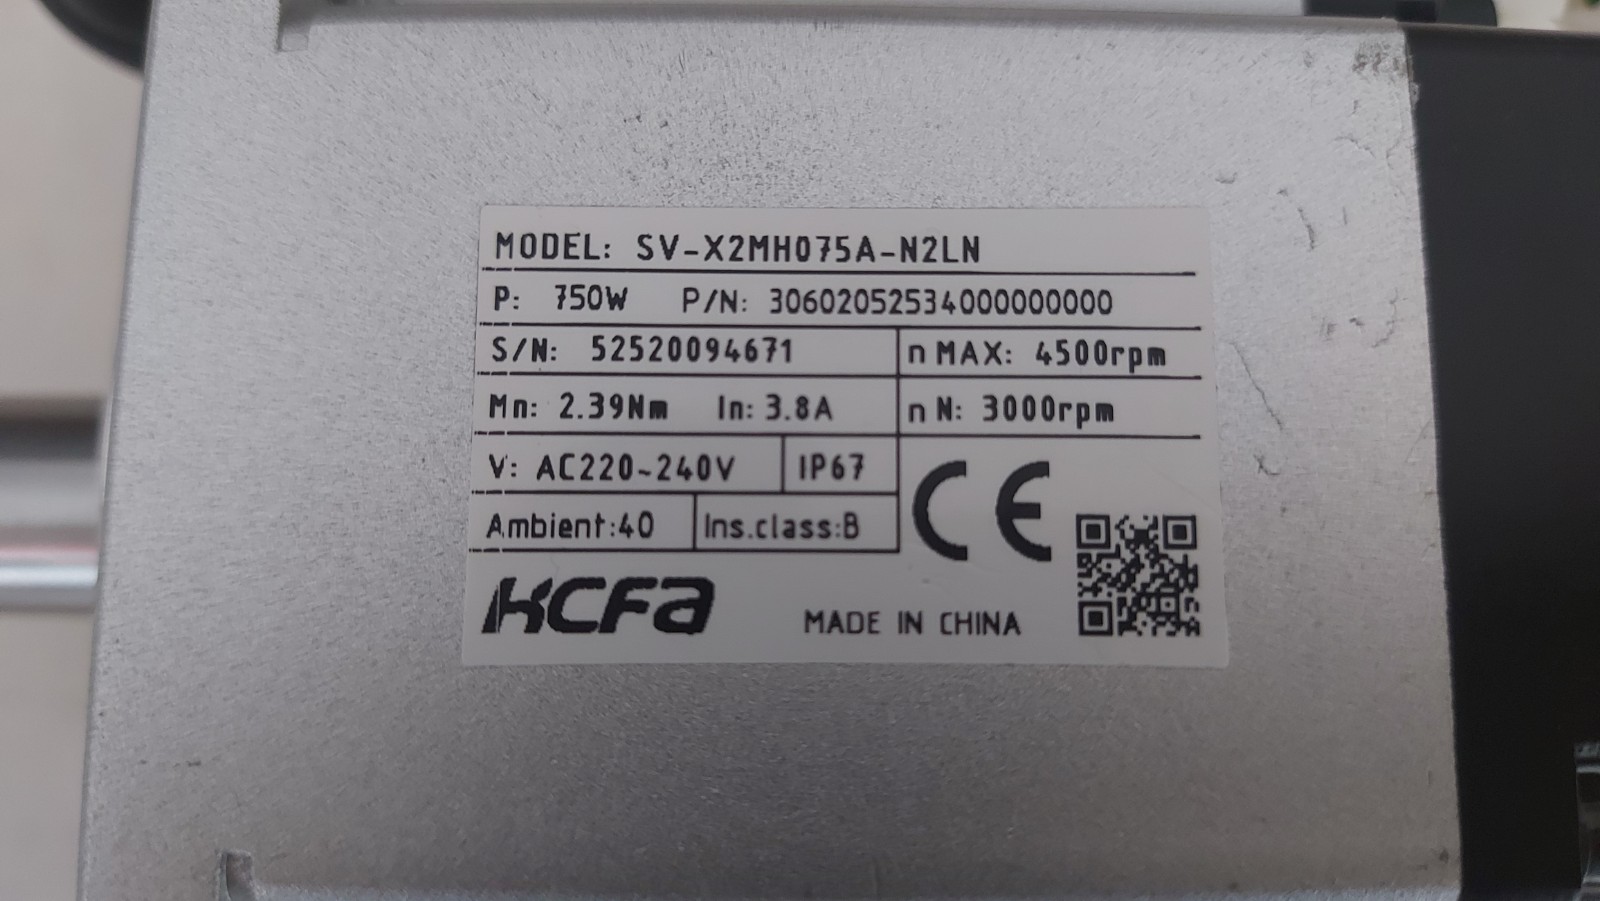 MODEL: SV-X2MH075A-N2LN
P: 750W P/N: 30602052534000000000
S/N: 52520094671 n MAX: 4500rpm
Mn: 2.39Nm In: 3.8A n N: 3000rpm
V: AC220~240V IP67
Ambient:40 Ins.class:B
CE
HCFA
MADE IN CHINA